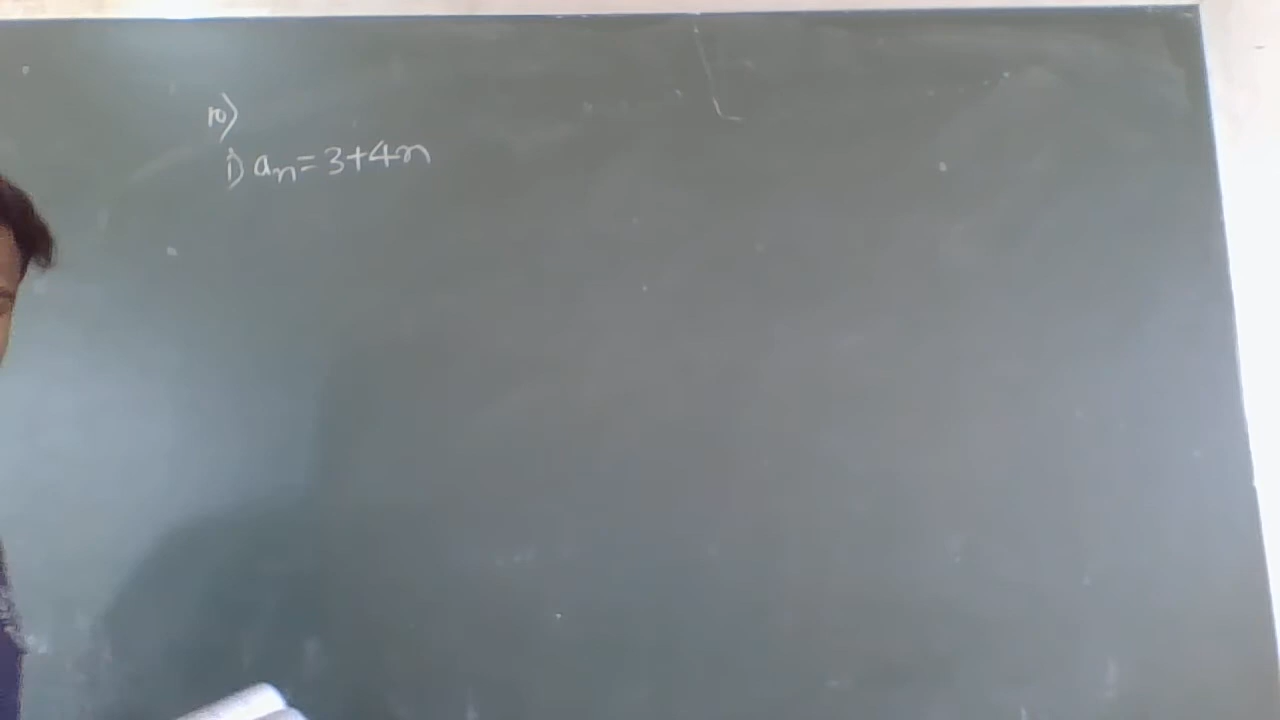 10)
i) aₙ = 3+4n